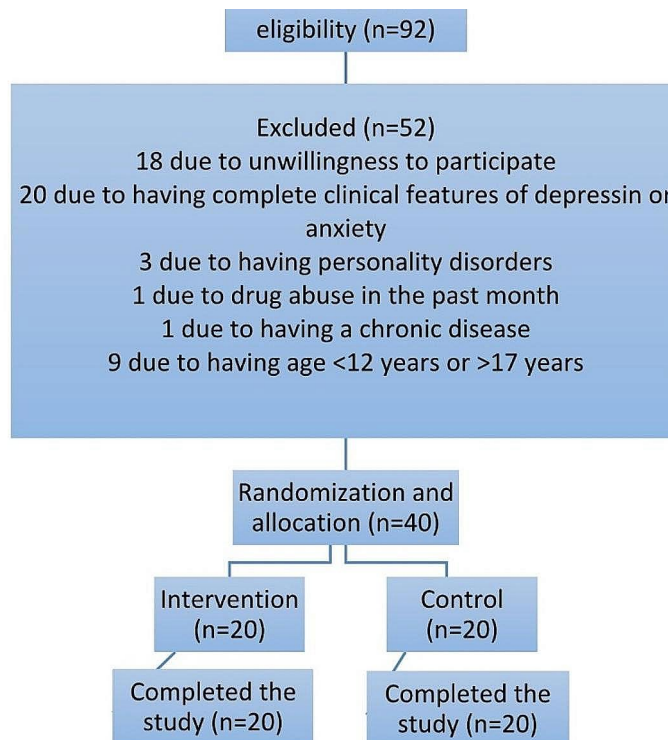 eligibility (n=92)
Excluded (n=52)
18 due to unwillingness to participate
20 due to having complete clinical features of depressin or
anxiety
3 due to having personality disorders
1 due to drug abuse in the past month
1 due to having a chronic disease
9 due to having age <12 years or >17 years
Randomization and
allocation (n=40)
Intervention
(n=20)
Control
(n=20)
Completed the
study (n=20)
Completed the
study (n=20)